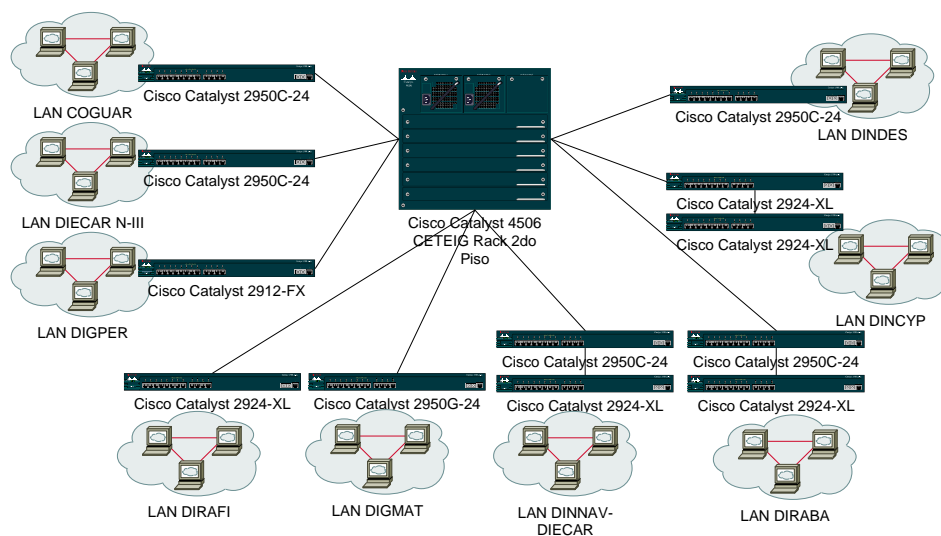 LAN COGUAR
Cisco Catalyst 2950C-24
LAN DIECAR N-III
Cisco Catalyst 2950C-24
LAN DIGPER
Cisco Catalyst 2912-FX
Cisco Catalyst 4506
CETEIG Rack 2do
Piso
Cisco Catalyst 2950C-24
LAN DINDES
Cisco Catalyst 2924-XL
Cisco Catalyst 2924-XL
LAN DINCYP
Cisco Catalyst 2924-XL
LAN DIRAFI
Cisco Catalyst 2950G-24
LAN DIGMAT
Cisco Catalyst 2950C-24
Cisco Catalyst 2924-XL
LAN DINNAV-
DIECAR
Cisco Catalyst 2950C-24
Cisco Catalyst 2924-XL
LAN DIRABA